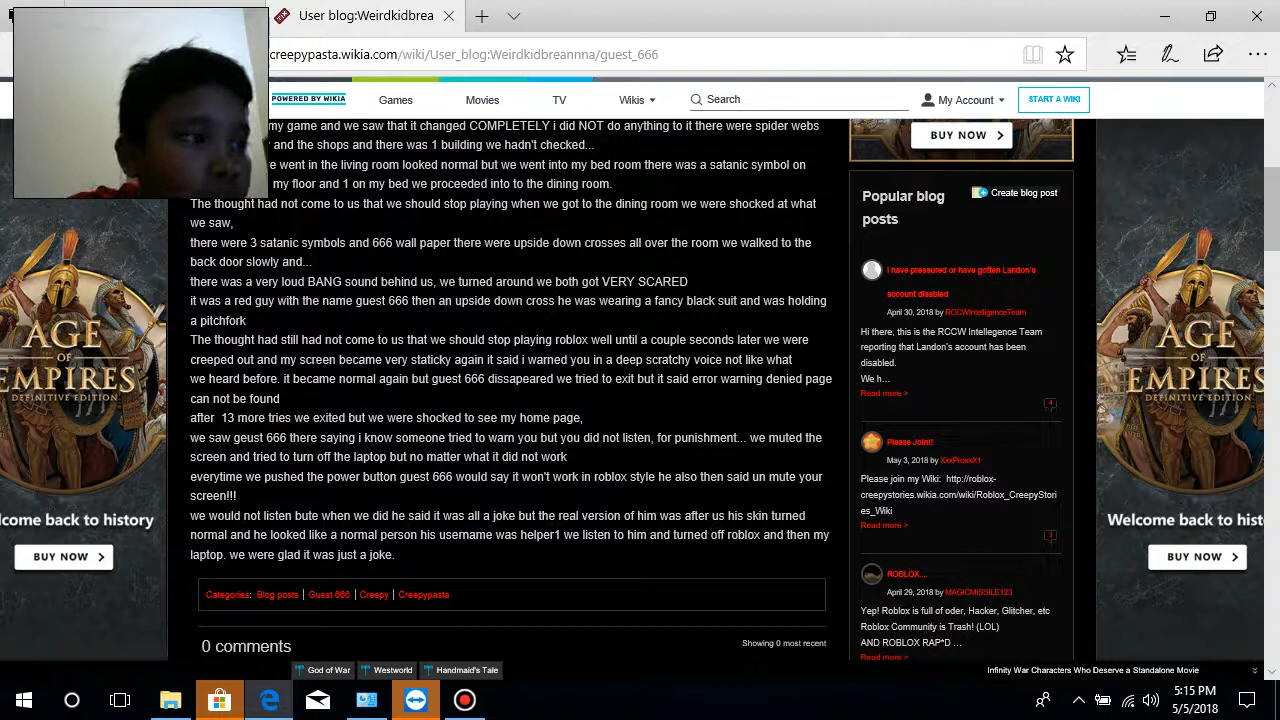 creepypasta.wikia.com/wiki/User_blog:Weirdkidbreannna/guest_666
POWERED BY WIKIA
Games
Movies
TV
Wikis
Search
My Account
START A WIKI
my game and we saw that it changed COMPLETELY i did NOT do anything to it there were spider webs
and there was 1 building we hadn't checked...
went in the living room looked normal but we went into my bed room there was a satanic symbol on
my floor and 1 on my bed we proceeded into to the dining room.
The thought had not come to us that we should stop playing when we got to the dining room we were shocked at what
we saw,
there were 3 satanic symbols and 666 wall paper there were upside down crosses all over the room we walked to the
back door slowly and...
there was a very loud BANG sound behind us, we turned around we both got VERY SCARED
it was a red guy with the name guest 666 then an upside down cross he was wearing a fancy black suit and was holding
a pitchfork
The thought had still had not come to us that we should stop playing roblox well until a couple seconds later we were
creeped out and my screen became very staticky again it said i warned you in a deep scratchy voice not like what
we heard before. it became normal again but guest 666 dissapeared we tried to exit but it said error warning denied page
can not be found
after 13 more tries we exited but we were shocked to see my home page,
we saw geust 666 there saying i know someone tried to warn you but you did not listen, for punishment... we muted the
screen and tried to turn off the laptop but no matter what it did not work
everytime we pushed the power button guest 666 would say it won't work in roblox style he also then said un mute your
screen!!!
we would not listen bute when we did he said it was all a joke but the real version of him was after us his skin turned
normal and he looked like a normal person his username was helper1 we listen to him and turned off roblox and then my
laptop. we were glad it was just a joke.
Categories: Blog posts Guest 666 Creepy Creepypasta
0 comments
Showing 0 most recent
BUY NOW
Popular blog
posts
Create blog post
I have pressured or have gotten Landon's
account disabled
April 30, 2018 by RCCWIntellegenceTeam
Hi there, this is the RCCW Intellegence Team
reporting that Landon's account has been
disabled.
We h...
Read more >
4
Please Join!!
May 3, 2018 by XxxProxxX1
Please join my Wiki: http://roblox-
creepystories.wikia.com/wiki/Roblox_CreepyStori
es_Wiki
Read more >
3
ROBLOX....
April 29, 2018 by MAGICMISSILE123
Yep! Roblox is full of oder, Hacker, Glitcher, etc
Roblox Community is Trash! (LOL)
AND ROBLOX RAP*D ...
Read more >
AGE
OF
EMPIRES
DEFINITIVE EDITION
lcome back to history
BUY NOW
AGE
OF
EMPIRES
DEFINITIVE EDITION
Welcome back to hist
BUY NOW
God of War
Westworld
Handmaid's Tale
Infinity War Characters Who Deserve a Standalone Movie
5:15 PM
5/5/2018